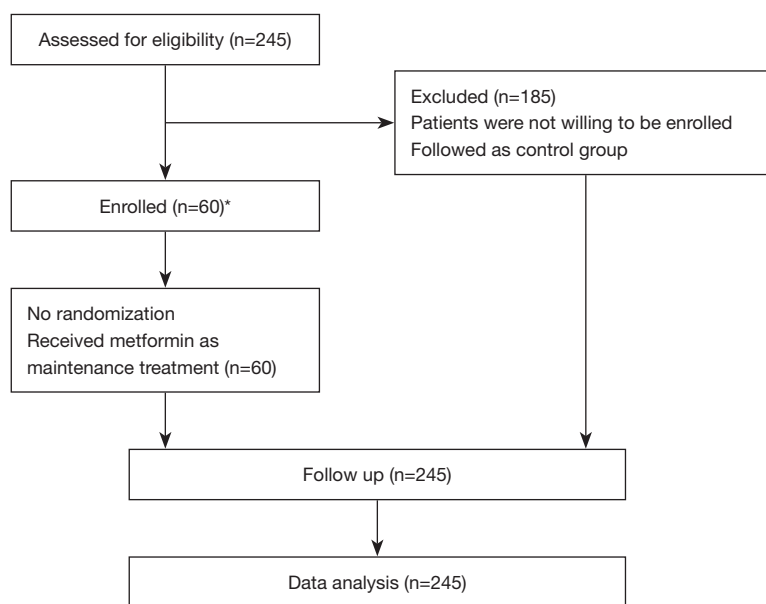 Assessed for eligibility (n=245)
Excluded (n=185)
Patients were not willing to be enrolled
Followed as control group
Enrolled (n=60)*
No randomization
Received metformin as
maintenance treatment (n=60)
Follow up (n=245)
Data analysis (n=245)